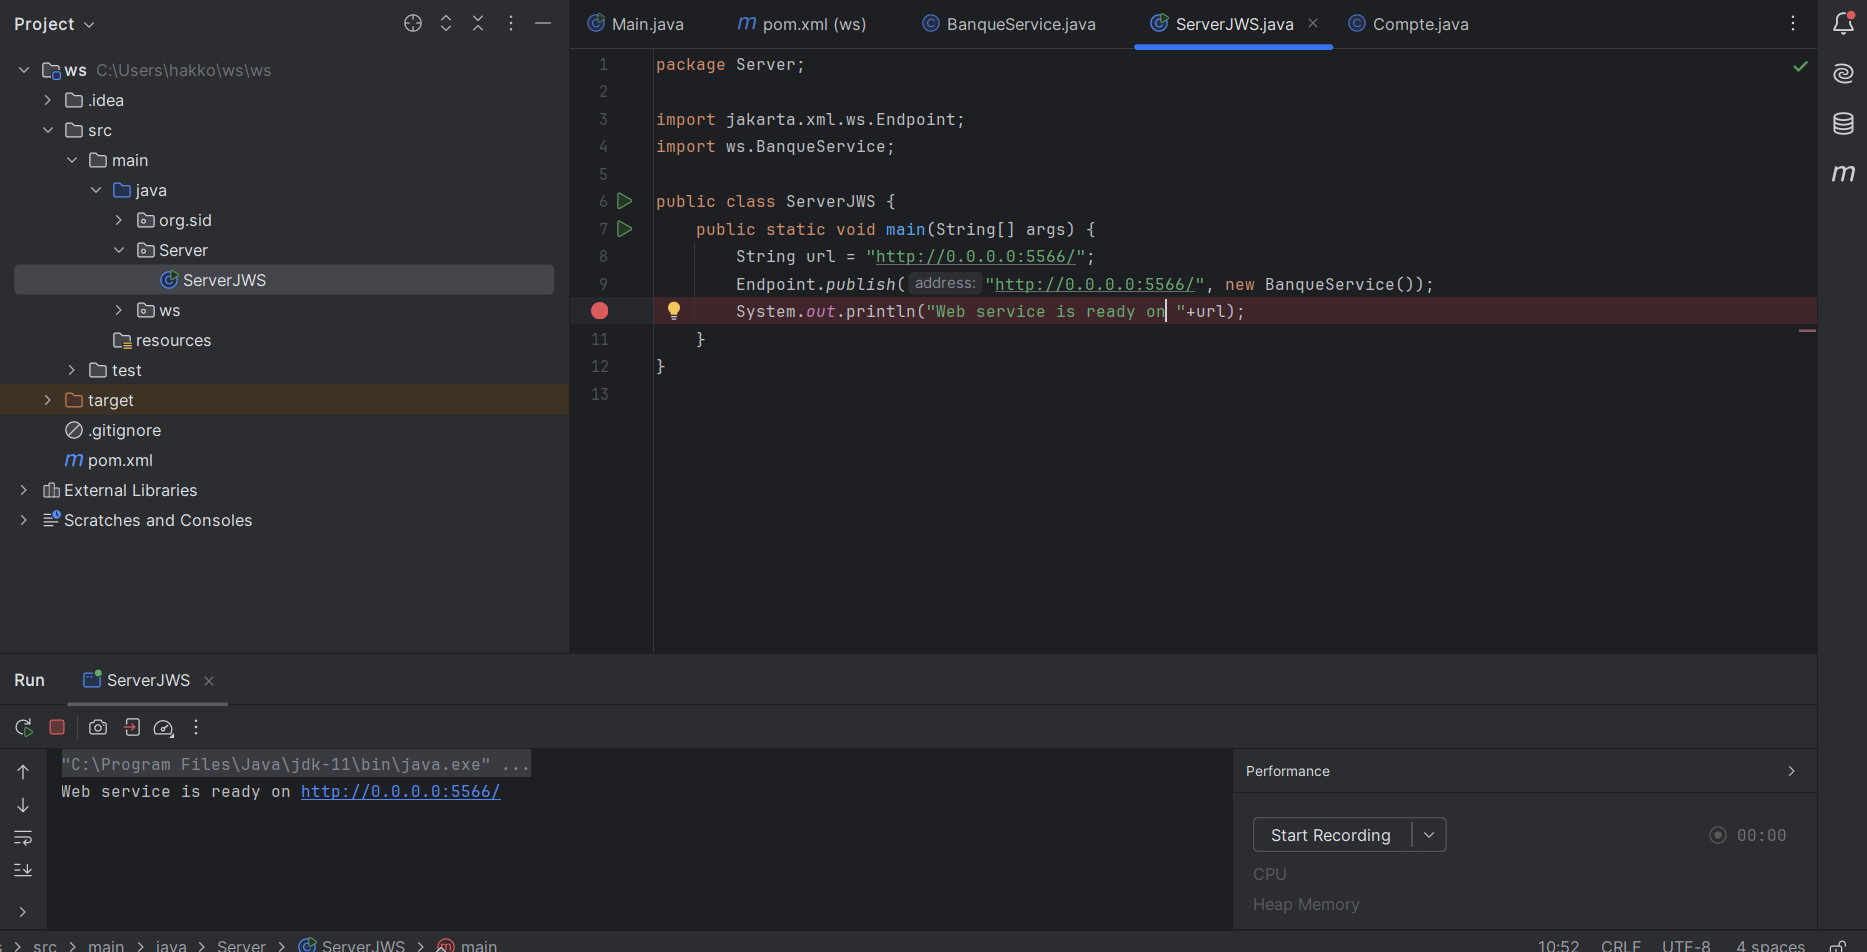 Project
Main.java
pom.xml (ws)
BanqueService.java
ServerJWS.java
Compte.java
ws C:\Users\hakko\ws\ws
.idea
src
main
java
org.sid
Server
ServerJWS
ws
resources
test
target
.gitignore
pom.xml
External Libraries
Scratches and Consoles
1 package Server;
2
3 import jakarta.xml.ws.Endpoint;
4 import ws.BanqueService;
5
6 public class ServerJWS {
7 public static void main(String[] args) {
8 String url = "http://0.0.0.0:5566/";
9 Endpoint.publish( address: "http://0.0.0.0:5566/", new BanqueService());
System.out.println("Web service is ready on "+url);
11 }
12 }
13
Run ServerJWS
"C:\Program Files\Java\jdk-11\bin\java.exe" ...
Web service is ready on http://0.0.0.0:5566/
Performance
Start Recording
00:00
CPU
Heap Memory
src > main > java > Server > ServerJWS > main
10:52 CRLF UTF-8 4 spaces